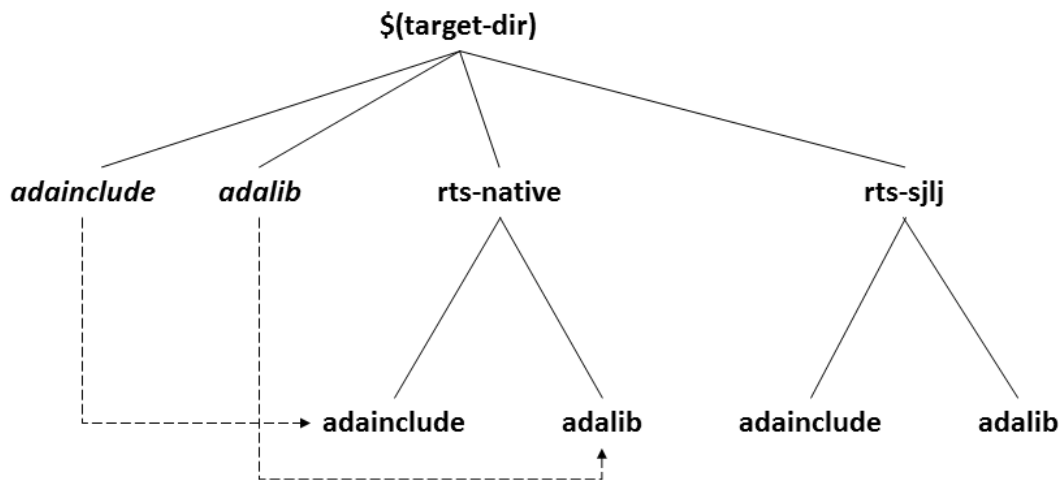 $(target-dir)
adainclude adalib rts-native rts-sjlj
adainclude adalib adainclude adalib